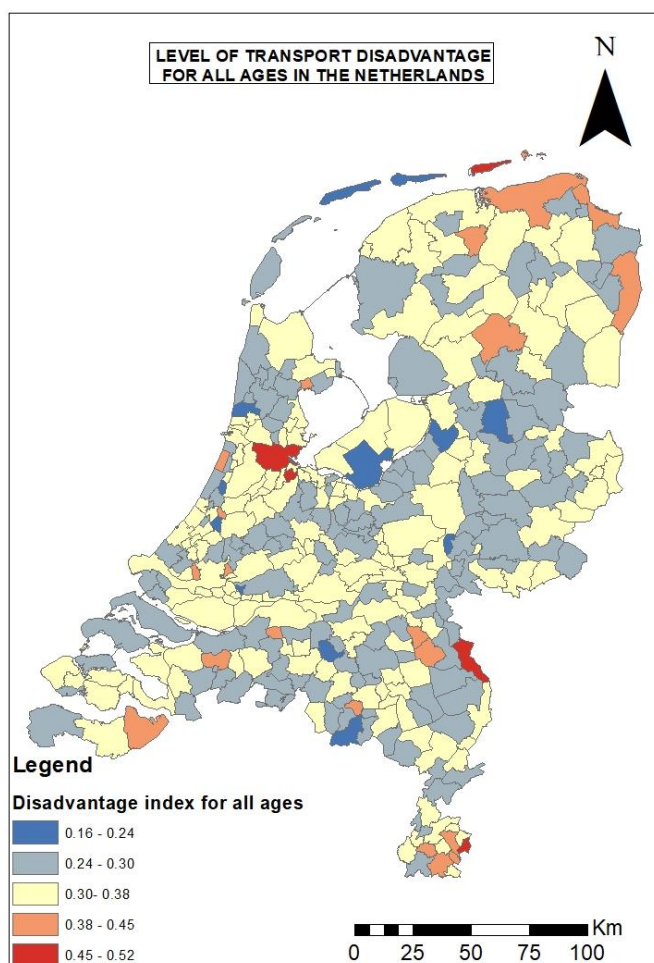 LEVEL OF TRANSPORT DISADVANTAGE
FOR ALL AGES IN THE NETHERLANDS
N
Legend
Disadvantage index for all ages
0.16 - 0.24
0.24 - 0.30
0.30- 0.38
0.38 - 0.45
0.45 - 0.52
Km
0 25 50 75 100